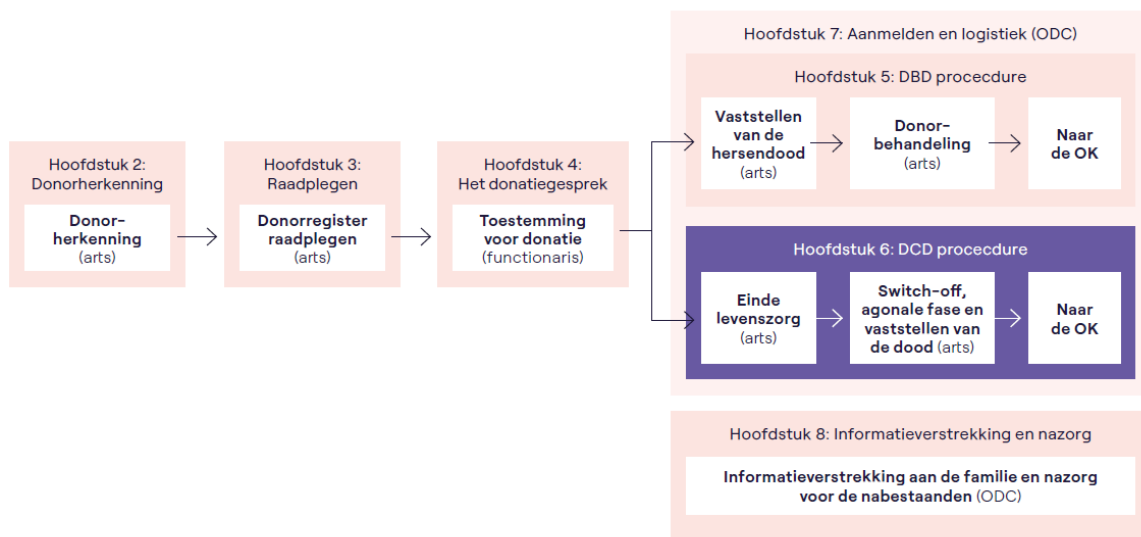 Hoofdstuk 2:
Donorherkenning
Donor-
herkenning
(arts)
Hoofdstuk 3:
Raadplegen
Donorregister
raadplegen
(arts)
Hoofdstuk 4:
Het donatiegesprek
Toestemming
voor donatie
(functionaris)
Hoofdstuk 7: Aanmelden en logistiek (ODC)
Hoofdstuk 5: DBD procecdure
Vaststellen
van de
hersendood
(arts)
Donor-
behandeling
(arts)
Naar
de OK
Hoofdstuk 6: DCD procecdure
Einde
levenszorg
(arts)
Switch-off,
agonale fase en
vaststellen van
de dood (arts)
Naar
de OK
Hoofdstuk 8: Informatieverstrekking en nazorg
Informatieverstrekking aan de familie en nazorg
voor de nabestaanden (ODC)